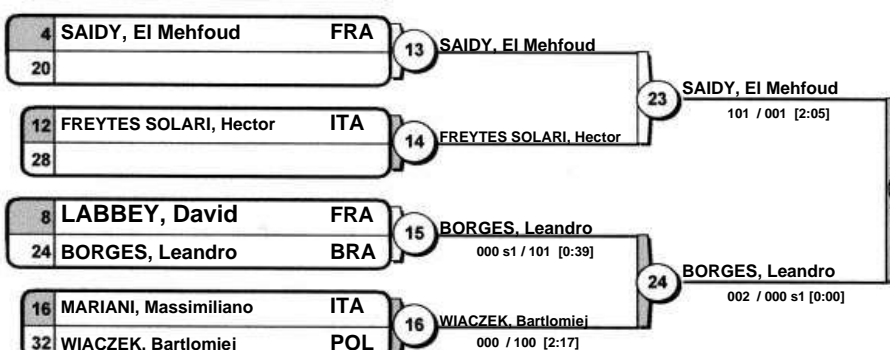 4 SAIDY, El Mehfoud FRA
20
13 SAIDY, El Mehfoud
12 FREYTES SOLARI, Hector ITA
28
14 FREYTES SOLARI, Hector
23 SAIDY, El Mehfoud
101 / 001 [2:05]
8 LABBEY, David FRA
24 BORGES, Leandro BRA
15 BORGES, Leandro
000 s1 / 101 [0:39]
16 MARIANI, Massimiliano ITA
32 WIACZEK, Bartlomiej POL
16 WIACZEK, Bartlomiej
000 / 100 [2:17]
24 BORGES, Leandro
002 / 000 s1 [0:00]